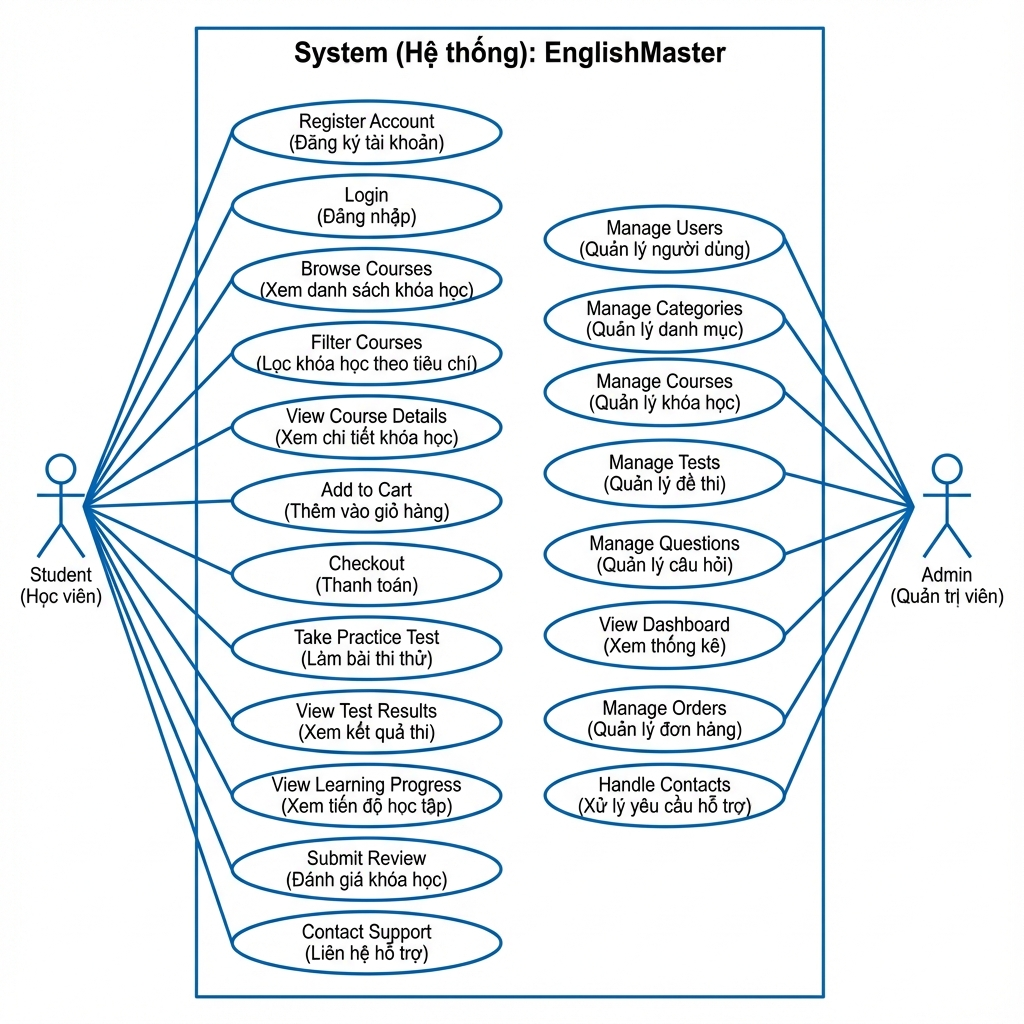 System (Hệ thống): EnglishMaster
Register Account
(Đăng ký tài khoản)
Login
(Đăng nhập)
Browse Courses
(Xem danh sách khóa học)
Filter Courses
(Lọc khóa học theo tiêu chí)
View Course Details
(Xem chi tiết khóa học)
Add to Cart
(Thêm vào giỏ hàng)
Checkout
(Thanh toán)
Take Practice Test
(Làm bài thi thử)
View Test Results
(Xem kết quả thi)
View Learning Progress
(Xem tiến độ học tập)
Submit Review
(Đánh giá khóa học)
Contact Support
(Liên hệ hỗ trợ)
Manage Users
(Quản lý người dùng)
Manage Categories
(Quản lý danh mục)
Manage Courses
(Quản lý khóa học)
Manage Tests
(Quản lý đề thi)
Manage Questions
(Quản lý câu hỏi)
View Dashboard
(Xem thống kê)
Manage Orders
(Quản lý đơn hàng)
Handle Contacts
(Xử lý yêu cầu hỗ trợ)
Student
(Học viên)
Admin
(Quản trị viên)